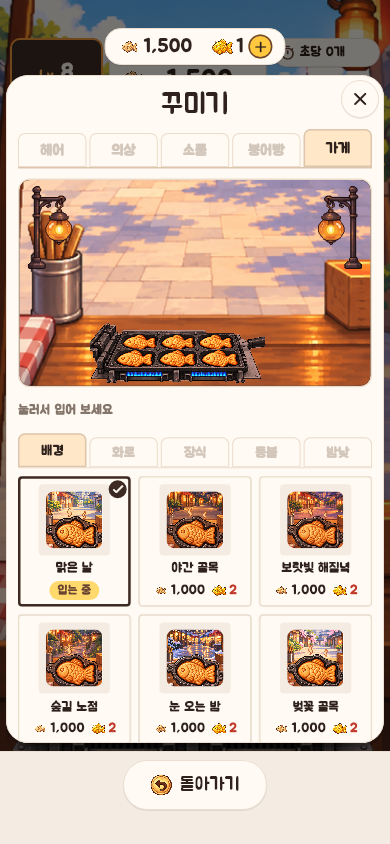 1,500 1
8
초당 0개
꾸미기
헤어 의상 소품 붕어빵 가게
눌러서 입어 보세요
배경 화로 장식 등불 밤낮
맑은 날 야간 골목 보랏빛 해질녘
입는 중 1,000 2 1,000 2
숲길 노점 눈 오는 밤 벚꽃 골목
1,000 2 1,000 2 1,000 2
돌아가기